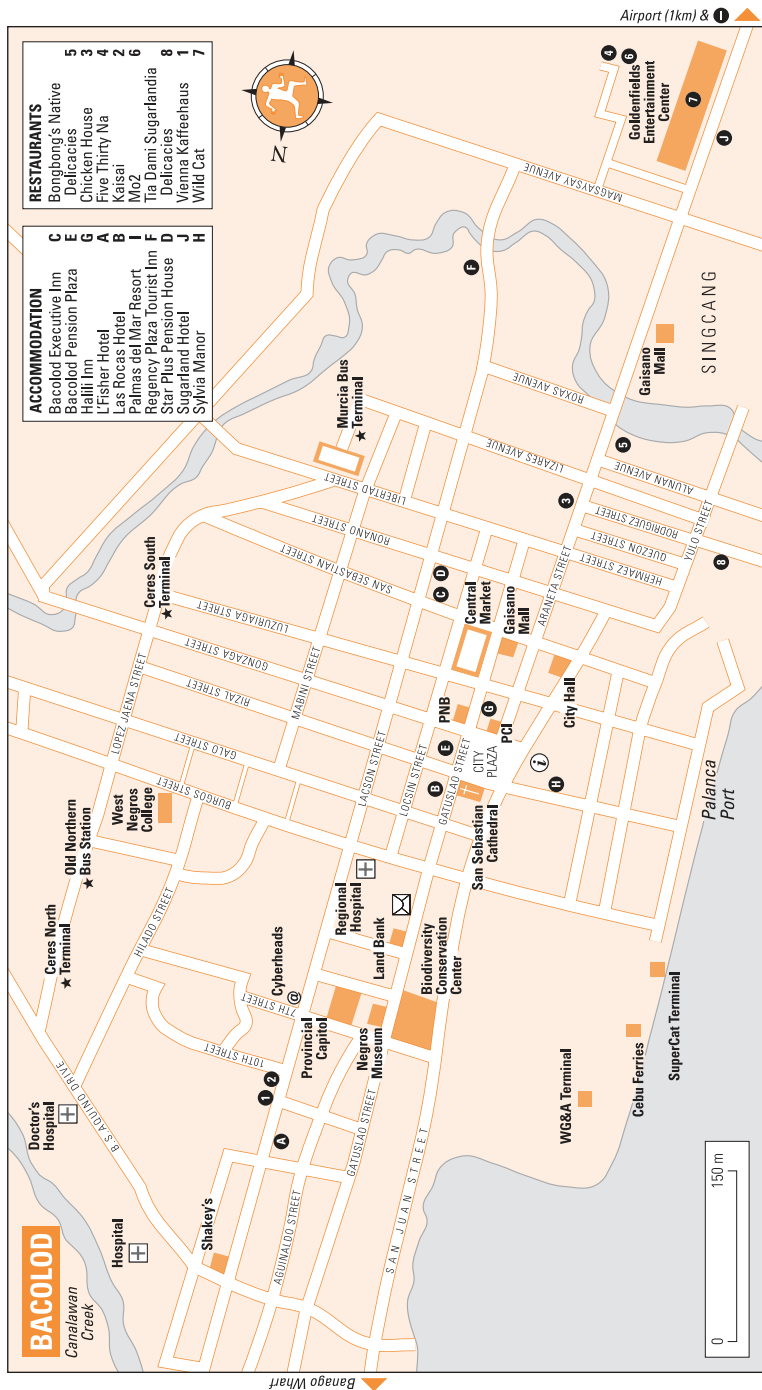 BACOLOD
Canalawan
Creek
ACCOMMODATION
Bacolod Executive Inn C
Bacolod Pension Plaza E
Halili Inn G
L'Fisher Hotel A
Las Rocas Hotel B
Palmas del Mar Resort I
Regency Plaza Tourist Inn F
Star Plus Pension House D
Sugarland Hotel J
Sylvia Manor H
RESTAURANTS
Bongbong's Native
Delicacies 5
Chicken House 3
Five Thirty Na 4
Kaisai 2
Mo2 6
Tia Dami Sugarlandia
Delicacies 8
Vienna Kaffeehaus 1
Wild Cat 7
N
Airport (1km) & I
Banago Wharf
Hospital
Doctor's
Hospital
Shakey's
B.S. AQUINO DRIVE
Ceres North
Terminal
Old Northern
Bus Station
West
Negros
College
HILADO STREET
Ceres South
Terminal
LOPEZ JAENA STREET
BURGOS STREET
GALO STREET
RIZAL STREET
GONZAGA STREET
LUZURIAGA STREET
SAN SEBASTIAN STREET
ROMANO STREET
LIBERTAD STREET
Murcia Bus
Terminal
MABINI STREET
LACSON STREET
LOCSIN STREET
GATUSLAO STREET
10TH STREET
7TH STREET
Cyberheads
@
Provincial
Capitol
Regional
Hospital
Negros
Museum
Land Bank
Biodiversity
Conservation
Center
AGUINALDO STREET
GATUSLAO STREET
SAN JUAN STREET
1
2
A
B
E
G
C
D
H
F
PNB
PCI
CITY
PLAZA
i
San Sebastian
Cathedral
Central
Market
Gaisano
Mall
City Hall
ARANETA STREET
HERMAEZ STREET
QUEZON STREET
RODRIGUEZ STREET
ALUNAN AVENUE
YULO STREET
LIZARES AVENUE
ROXAS AVENUE
MAGSAYSAY AVENUE
3
5
8
Gaisano
Mall
SINGCANG
4
6
Goldenfields
Entertainment
Center
7
J
Palanca
Port
WG&A Terminal
Cebu Ferries
SuperCat Terminal
0 150 m